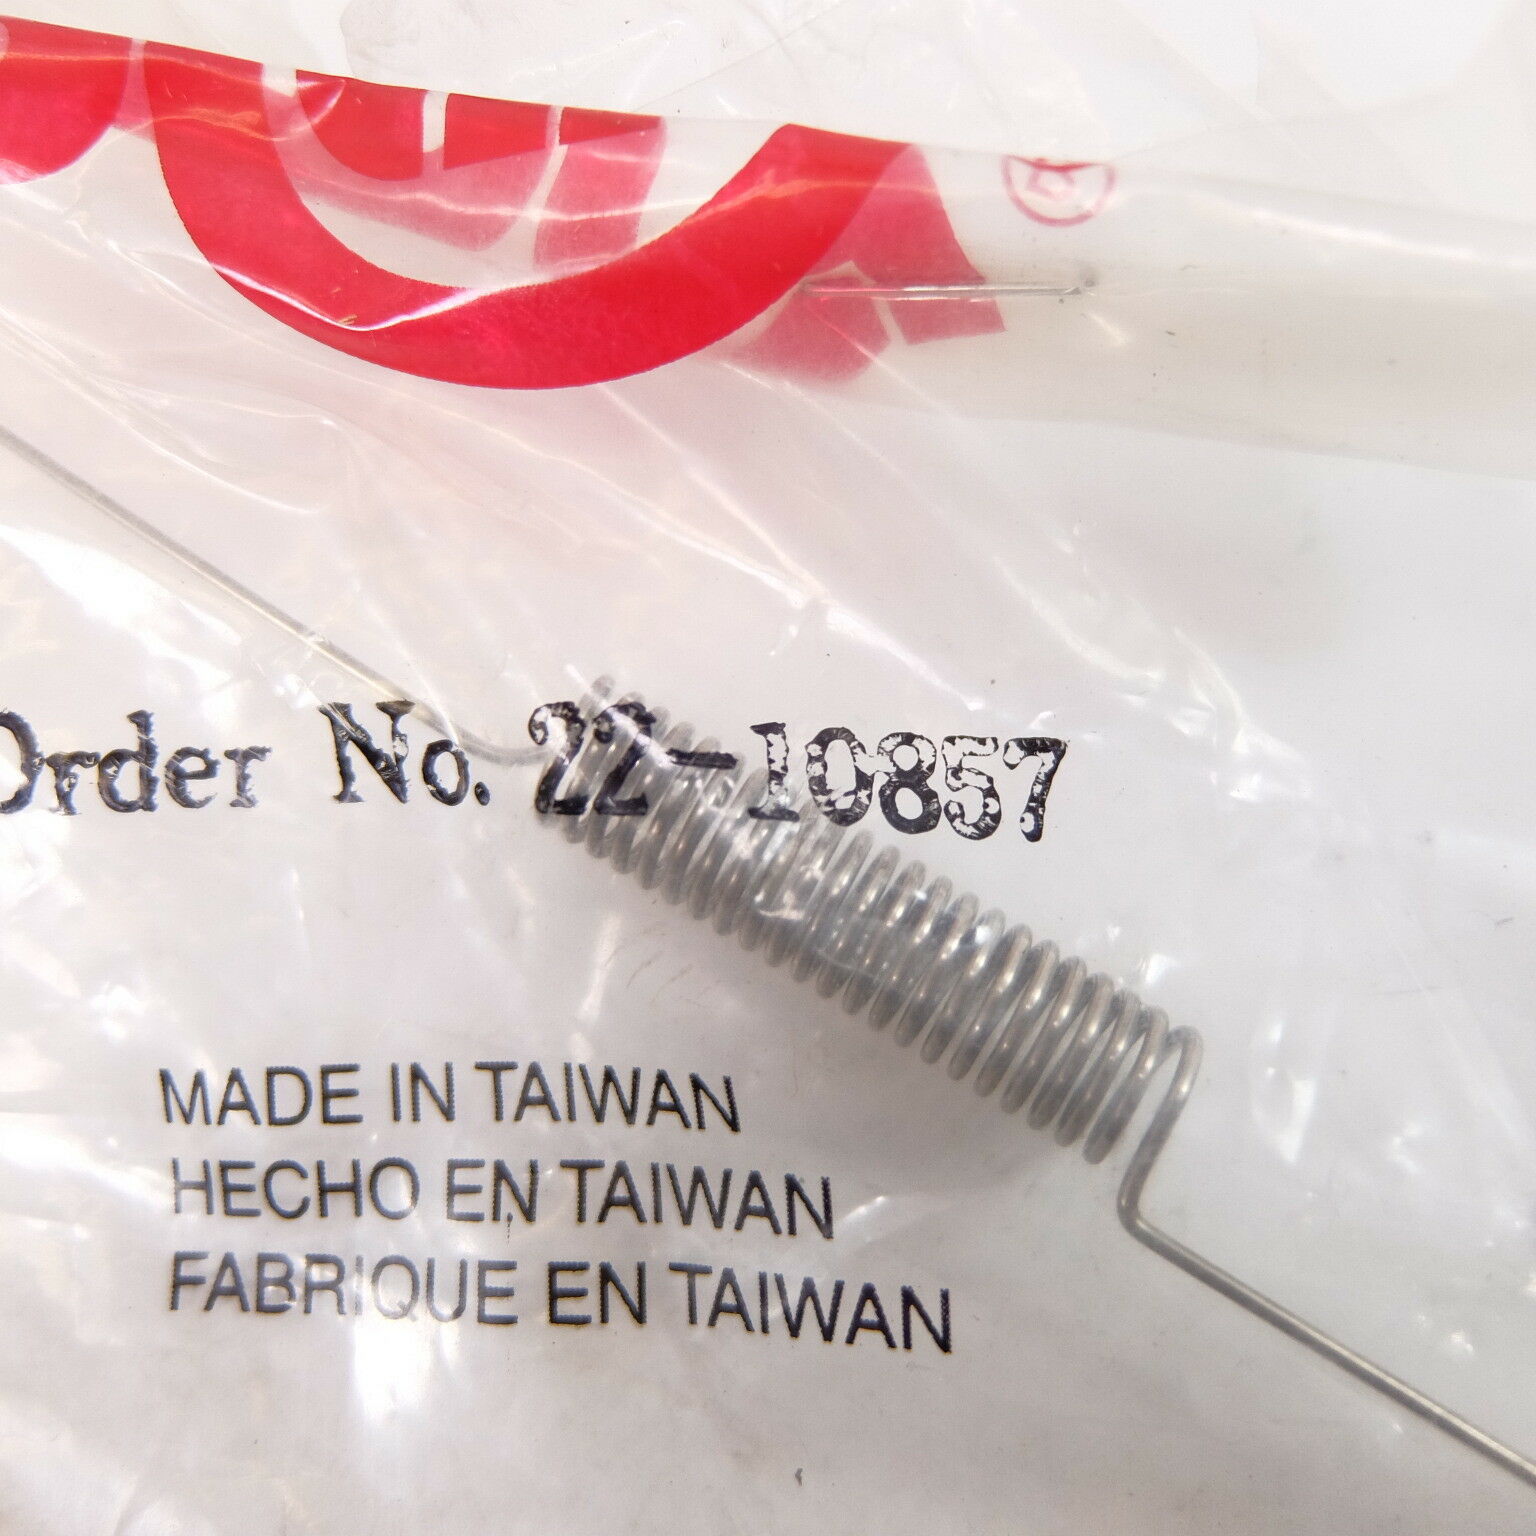 ®
Order No. 22-10857
MADE IN TAIWAN
HECHO EN TAIWAN
FABRIQUE EN TAIWAN